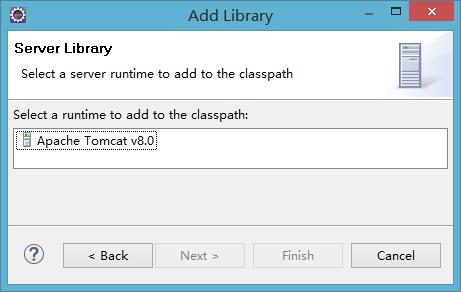 Add Library
Server Library
Select a server runtime to add to the classpath
Select a runtime to add to the classpath:
Apache Tomcat v8.0
? < Back Next > Finish Cancel